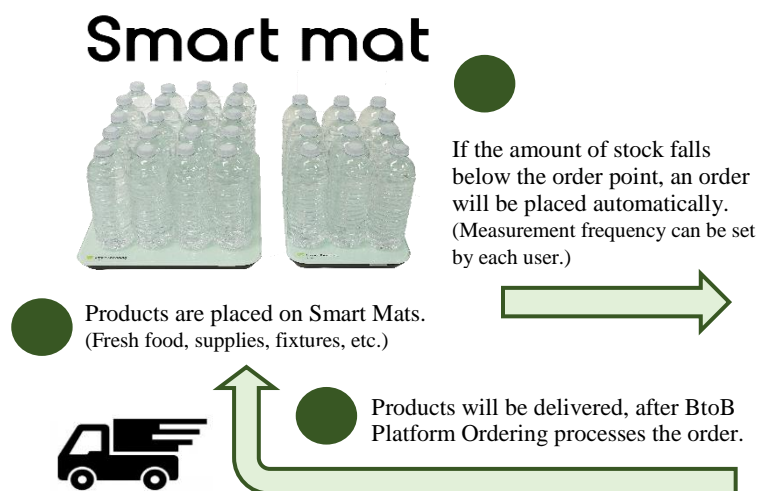 Smart mat
If the amount of stock falls
below the order point, an order
will be placed automatically.
(Measurement frequency can be set
by each user.)
Products are placed on Smart Mats.
(Fresh food, supplies, fixtures, etc.)
Products will be delivered, after BtoB
Platform Ordering processes the order.